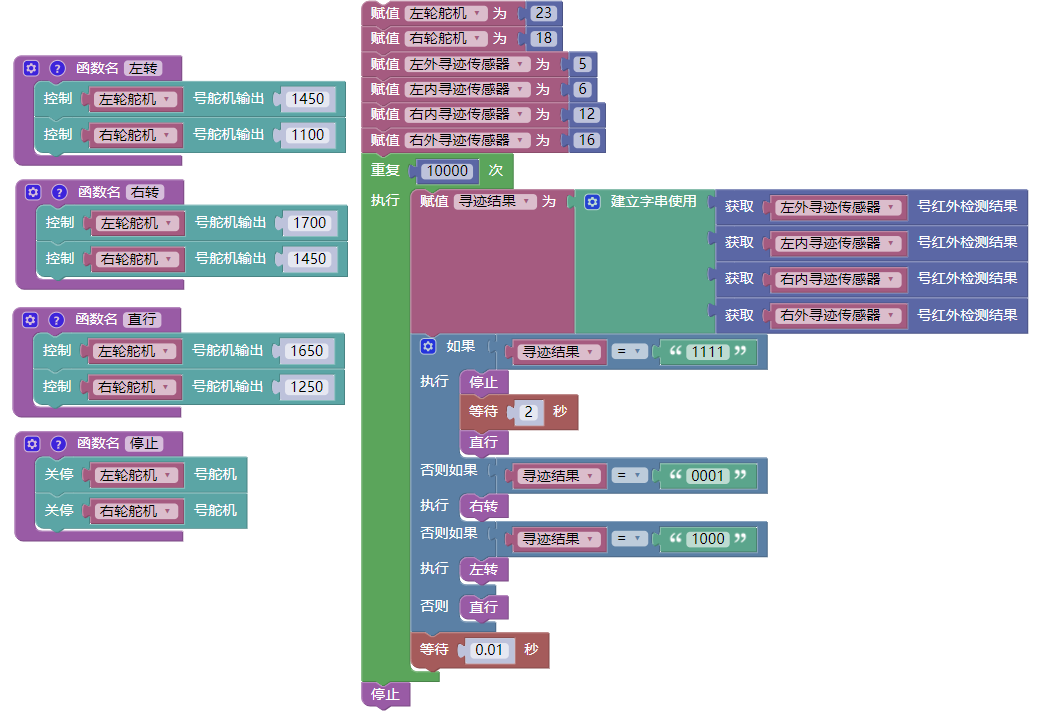 ? 函数名 左转
控制 左轮舵机 号舵机输出 1450
控制 右轮舵机 号舵机输出 1100
? 函数名 右转
控制 左轮舵机 号舵机输出 1700
控制 右轮舵机 号舵机输出 1450
? 函数名 直行
控制 左轮舵机 号舵机输出 1650
控制 右轮舵机 号舵机输出 1250
? 函数名 停止
关停 左轮舵机 号舵机
关停 右轮舵机 号舵机
赋值 左轮舵机 为 23
赋值 右轮舵机 为 18
赋值 左外寻迹传感器 为 5
赋值 左内寻迹传感器 为 6
赋值 右内寻迹传感器 为 12
赋值 右外寻迹传感器 为 16
重复 10000 次
执行 赋值 寻迹结果 为 建立字串使用 获取 左外寻迹传感器 号红外检测结果
获取 左内寻迹传感器 号红外检测结果
获取 右内寻迹传感器 号红外检测结果
获取 右外寻迹传感器 号红外检测结果
如果 寻迹结果 = “ 1111 ”
执行 停止
等待 2 秒
直行
否则如果 寻迹结果 = “ 0001 ”
执行 右转
否则如果 寻迹结果 = “ 1000 ”
执行 左转
否则 直行
等待 0.01 秒
停止